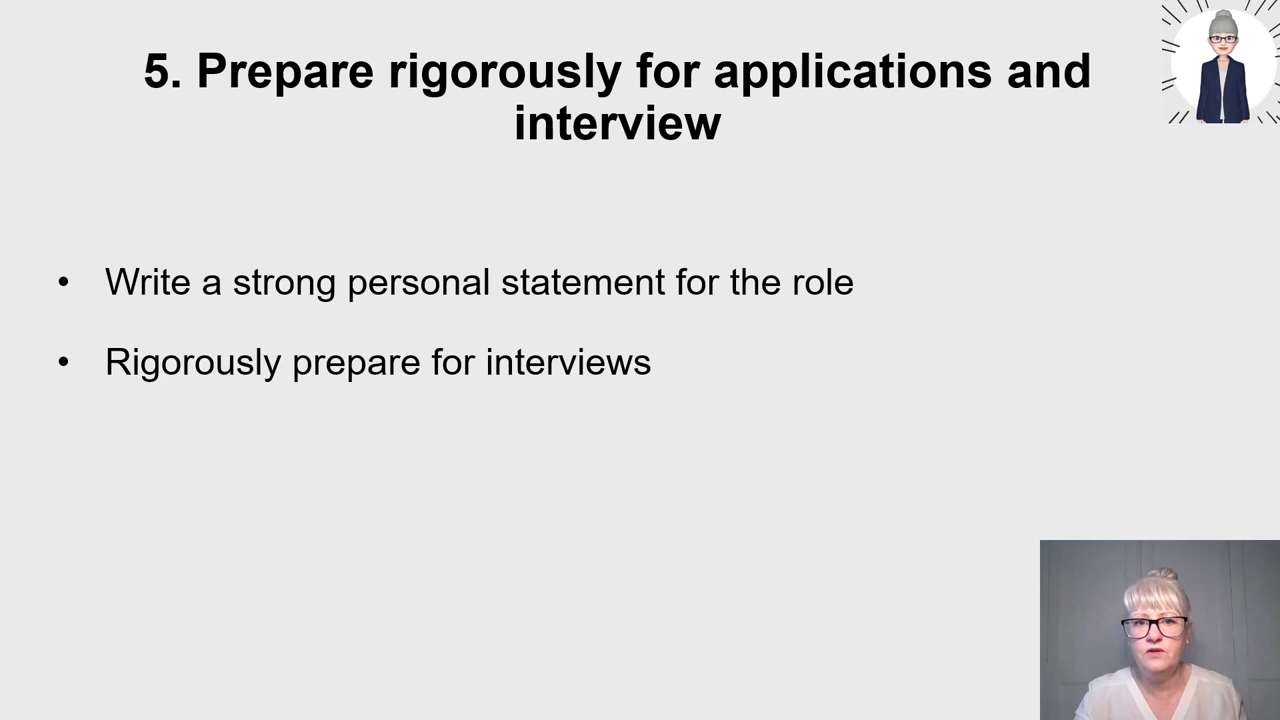 5. Prepare rigorously for applications and
interview
• Write a strong personal statement for the role
• Rigorously prepare for interviews